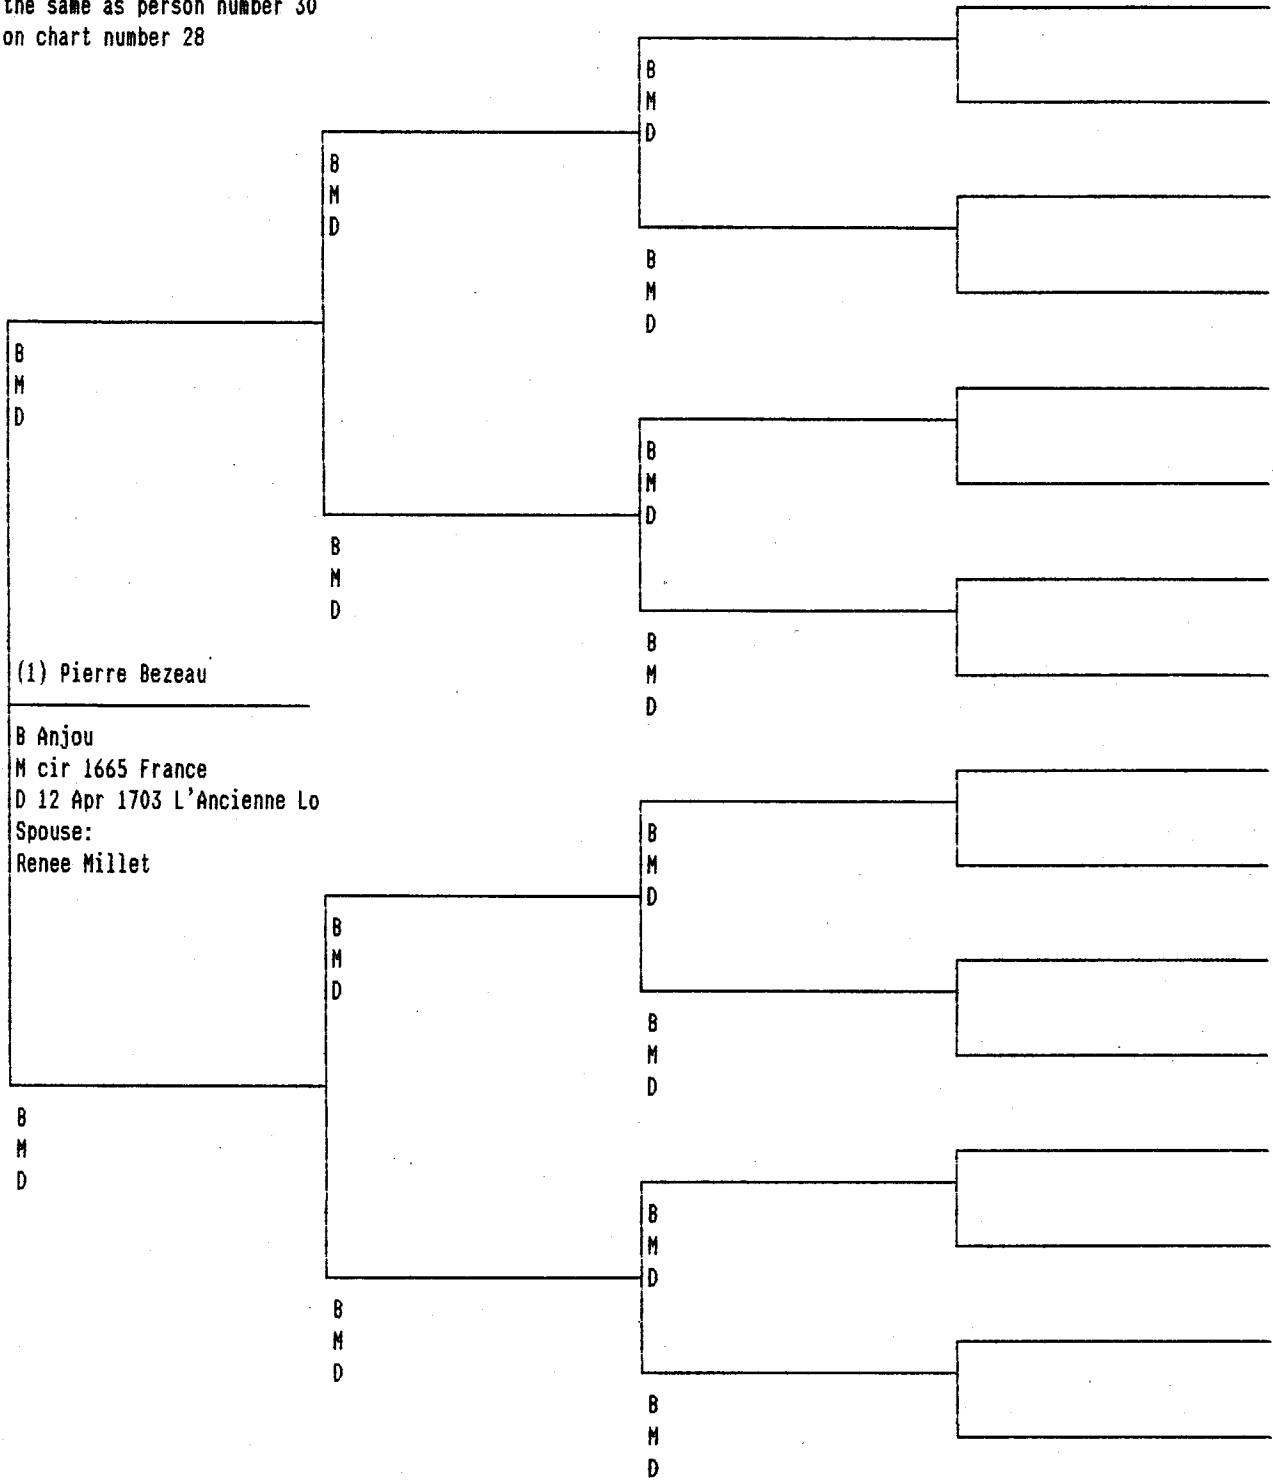 the same as person number 30
on chart number 28
B
M
D
B
M
D
B
M
D
B
M
D
B
M
D
B
M
D
B
M
D
(1) Pierre Bezeau
B Anjou
M cir 1665 France
D 12 Apr 1703 L'Ancienne Lo
Spouse:
Renee Millet
B
M
D
B
M
D
B
M
D
B
M
D
B
M
D
B
M
D
B
M
D